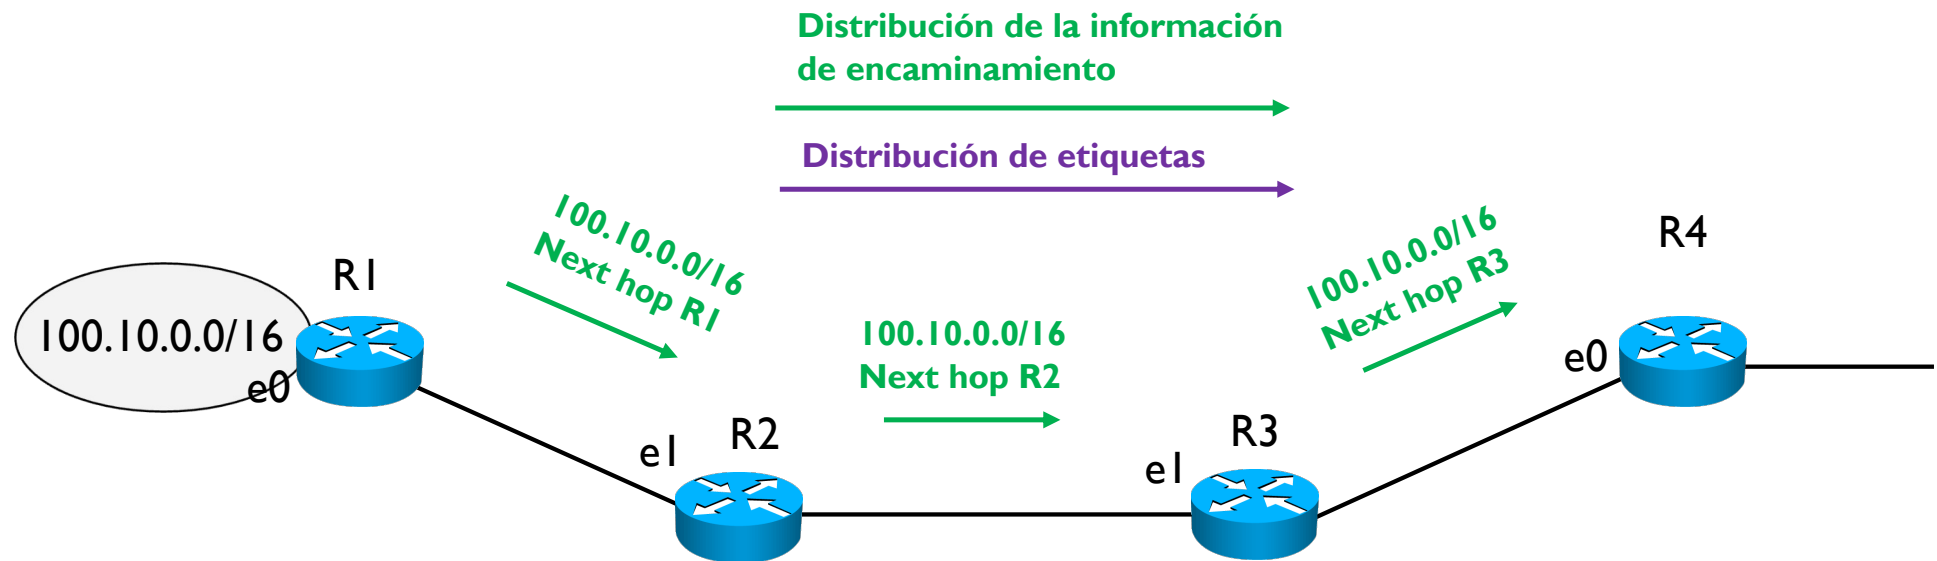 Distribución de la información
de encaminamiento
Distribución de etiquetas
100.10.0.0/16
Next hop R1
100.10.0.0/16
Next hop R3
R4
R1
100.10.0.0/16
e0
100.10.0.0/16
Next hop R2
e0
R2
e1
R3
e1